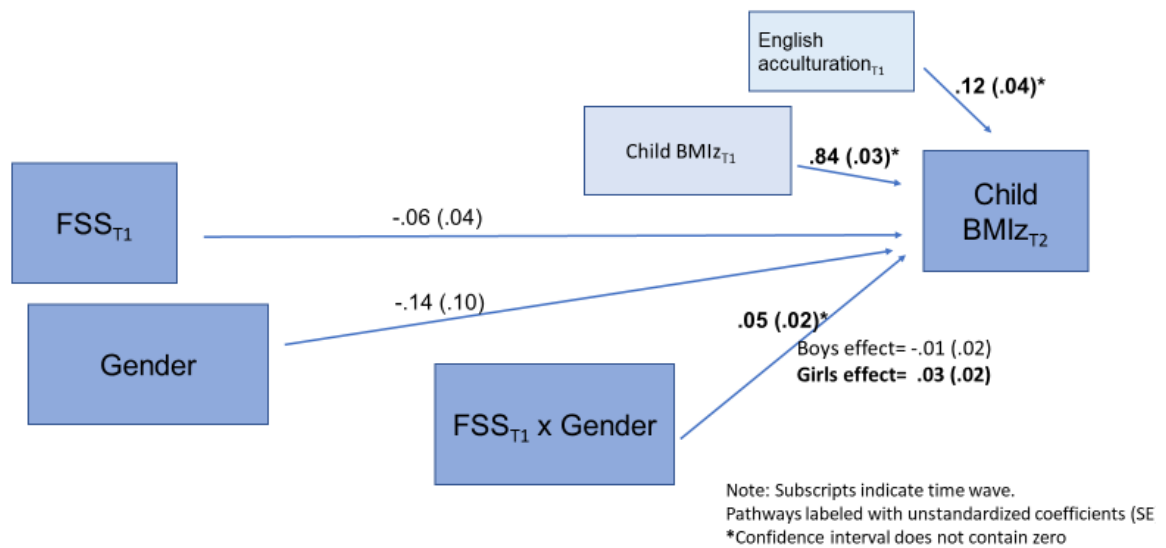 English
acculturationT1
.12 (.04)*
Child BMIzT1
.84 (.03)*
Child
BMIzT2
FSST1
-.06 (.04)
-.14 (.10)
Gender
.05 (.02)*
Boys effect= -.01 (.02)
Girls effect=  .03 (.02)
FSST1 x Gender
Note: Subscripts indicate time wave.
Pathways labeled with unstandardized coefficients (SE
*Confidence interval does not contain zero